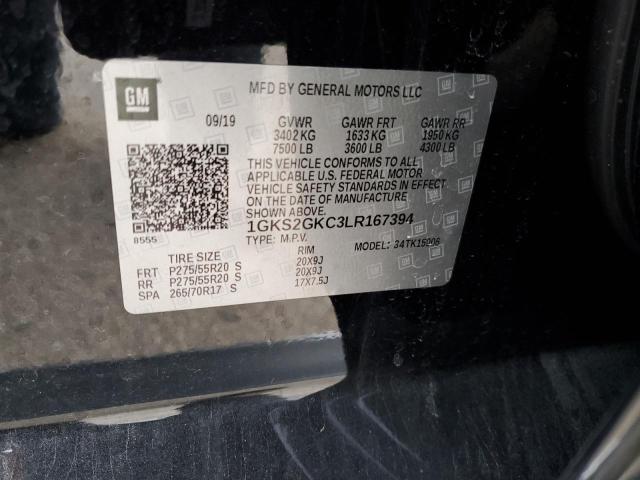 GM
MFD BY GENERAL MOTORS LLC
09/19 GVWR GAWR FRT GAWR RR
3402 KG 1633 KG 1950 KG
7500 LB 3600 LB 4300 LB
THIS VEHICLE CONFORMS TO ALL
APPLICABLE U.S. FEDERAL MOTOR
VEHICLE SAFETY STANDARDS IN EFFECT
ON THE DATE OF MANUFACTURE
SHOWN ABOVE.
1GKS2GKC3LR167394
8555 TYPE: M.P.V. MODEL: 34TK15906
TIRE SIZE RIM
FRT P275/55R20 S 20X9J
RR P275/55R20 S 20X9J
SPA 265/70R17 S 17X7.5J